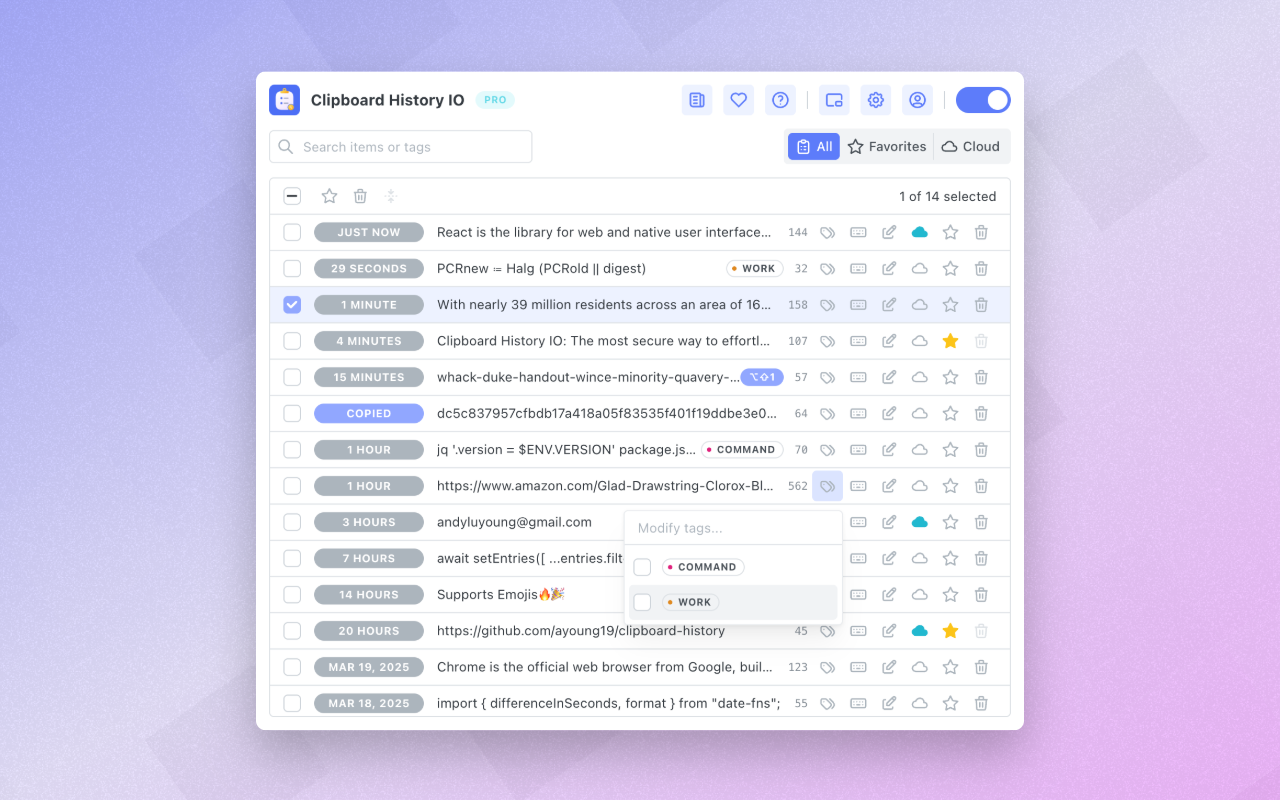 Clipboard History IO PRO
Search items or tags
All Favorites Cloud
1 of 14 selected
JUST NOW React is the library for web and native user interface... 144
29 SECONDS PCRnew ≔ Halg (PCRold || digest) WORK 32
1 MINUTE With nearly 39 million residents across an area of 16... 158
4 MINUTES Clipboard History IO: The most secure way to effortl... 107
15 MINUTES whack-duke-handout-wince-minority-quavery-... ⌥⇧1 57
COPIED dc5c837957cfbdb17a418a05f83535f401f19ddbe3e0... 64
1 HOUR jq '.version = $ENV.VERSION' package.js... COMMAND 70
1 HOUR https://www.amazon.com/Glad-Drawstring-Clorox-Bl... 562
3 HOURS andyluyoung@gmail.com
Modify tags...
7 HOURS await setEntries([ ...entries.filt
COMMAND
14 HOURS Supports Emojis🔥🎉
WORK
20 HOURS https://github.com/ayoung19/clipboard-history 45
MAR 19, 2025 Chrome is the official web browser from Google, buil... 123
MAR 18, 2025 import { differenceInSeconds, format } from "date-fns"; 55